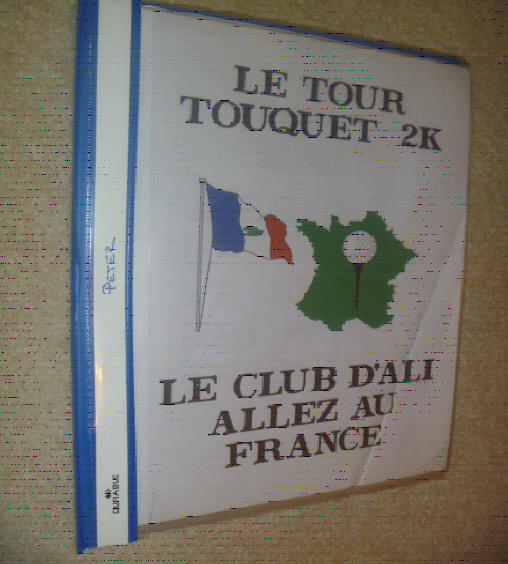 LE TOUR
TOUQUET 2K
LE CLUB D'ALI
ALLEZ AU
FRANCE
PETER
DURABLE